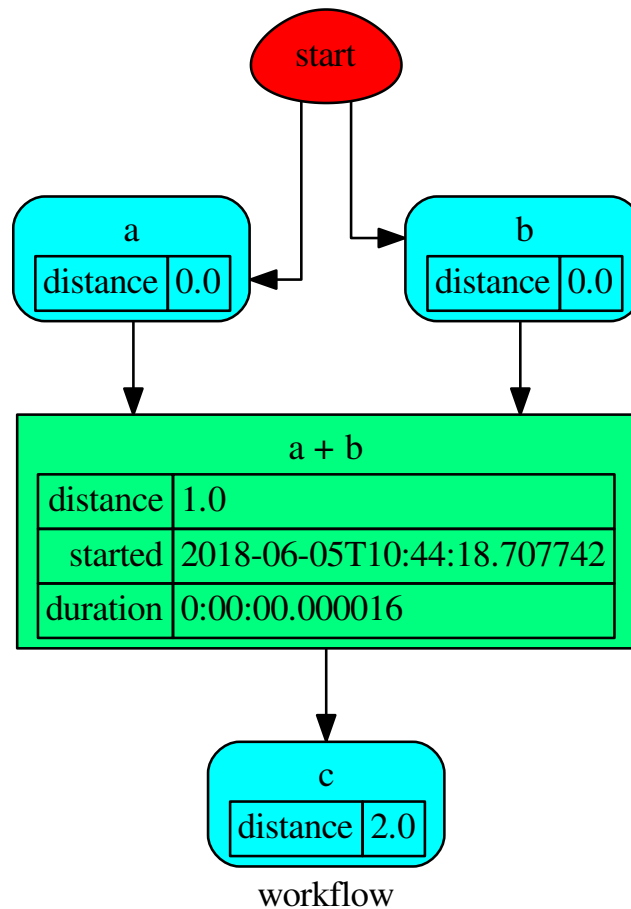 start
a
distance 0.0
b
distance 0.0
a + b
distance 1.0
started 2018-06-05T10:44:18.707742
duration 0:00:00.000016
c
distance 2.0
workflow